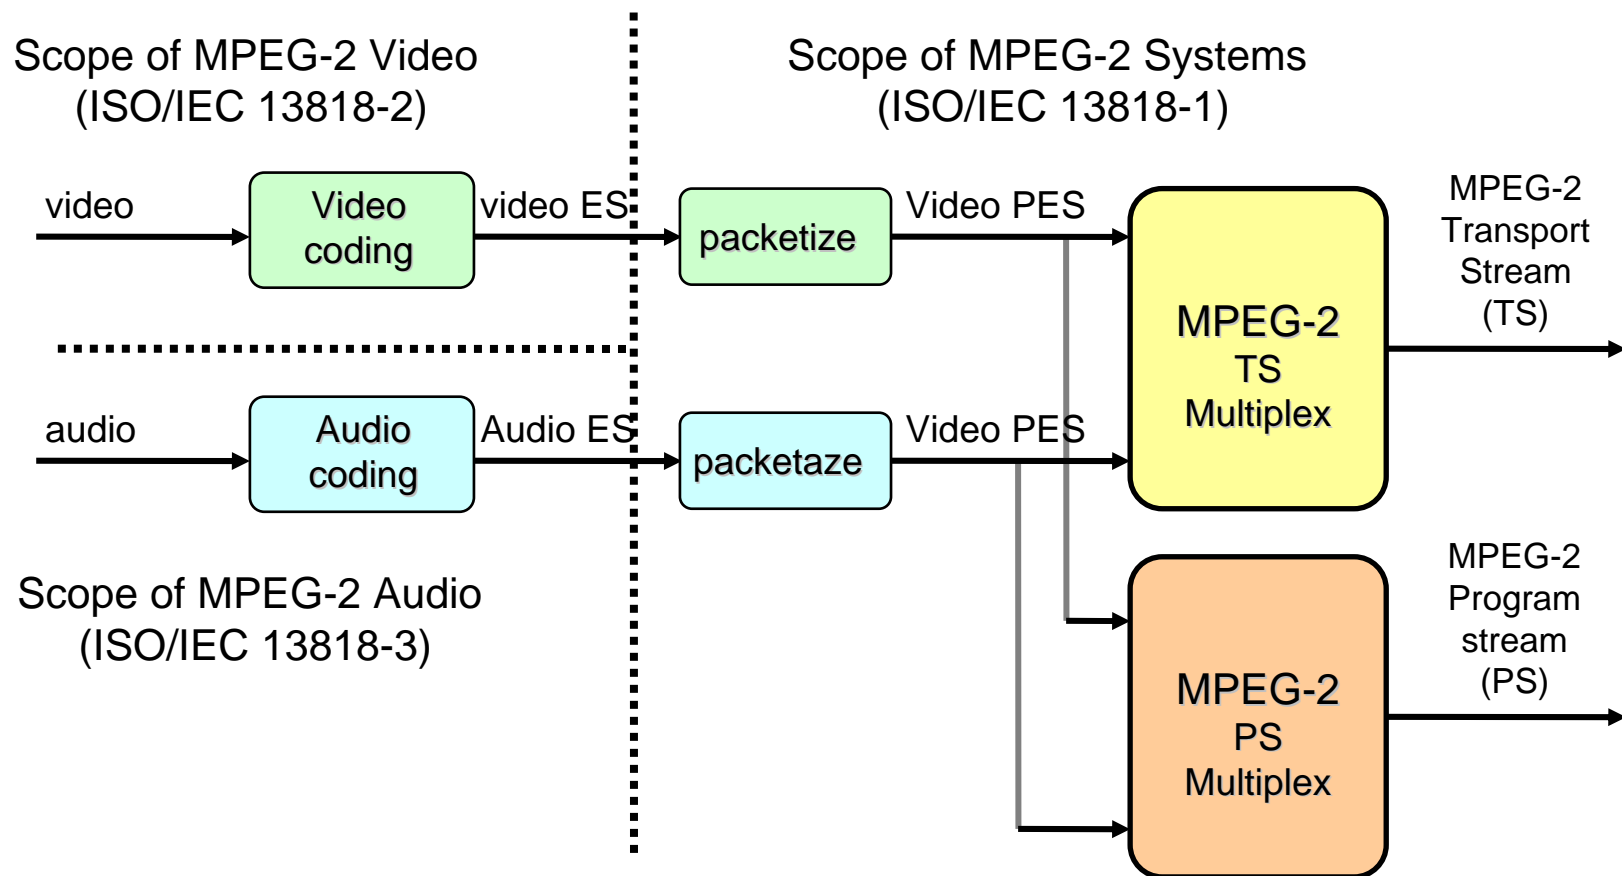 Scope of MPEG-2 Video
(ISO/IEC 13818-2)
Scope of MPEG-2 Systems
(ISO/IEC 13818-1)
video
Video
coding
video ES
packetize
Video PES
MPEG-2
TS
Multiplex
MPEG-2
Transport
Stream
(TS)
audio
Audio
coding
Audio ES
packetaze
Video PES
Scope of MPEG-2 Audio
(ISO/IEC 13818-3)
MPEG-2
PS
Multiplex
MPEG-2
Program
stream
(PS)